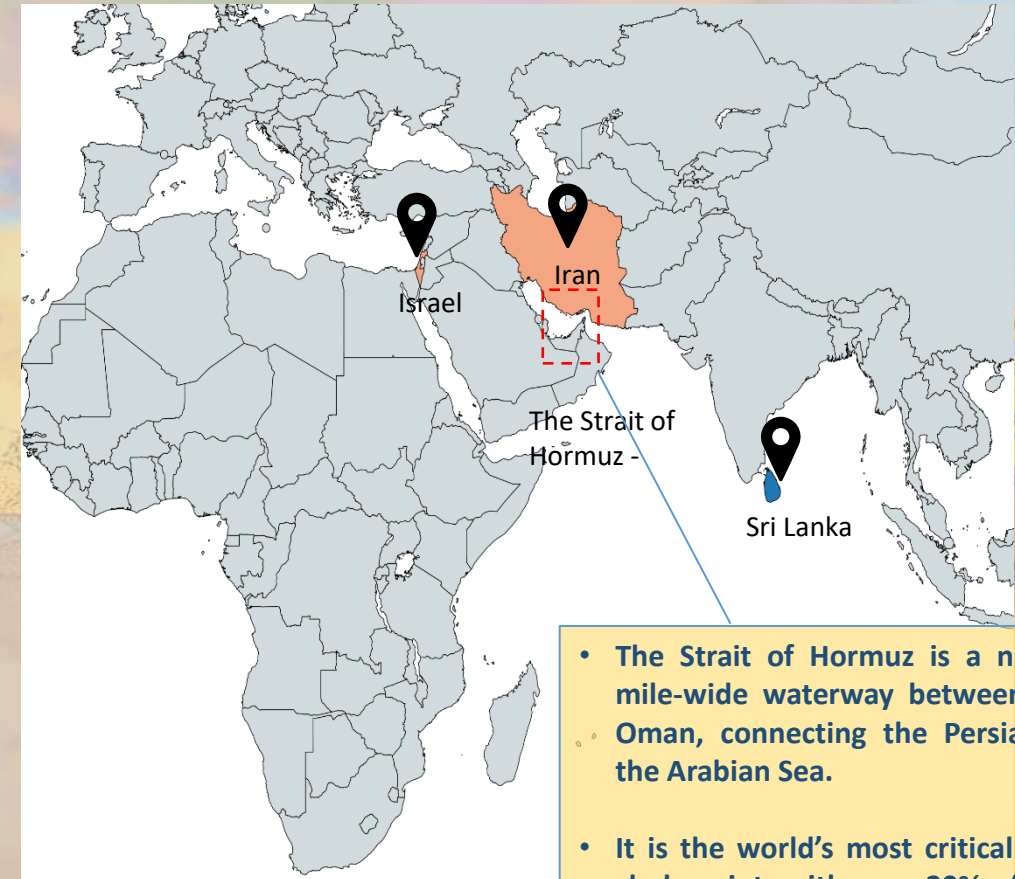 Iran
Israel
The Strait of
Hormuz -
Sri Lanka
• The Strait of Hormuz is a
mile-wide waterway between
Oman, connecting the
the Arabian Sea.
• It is the world's most critical